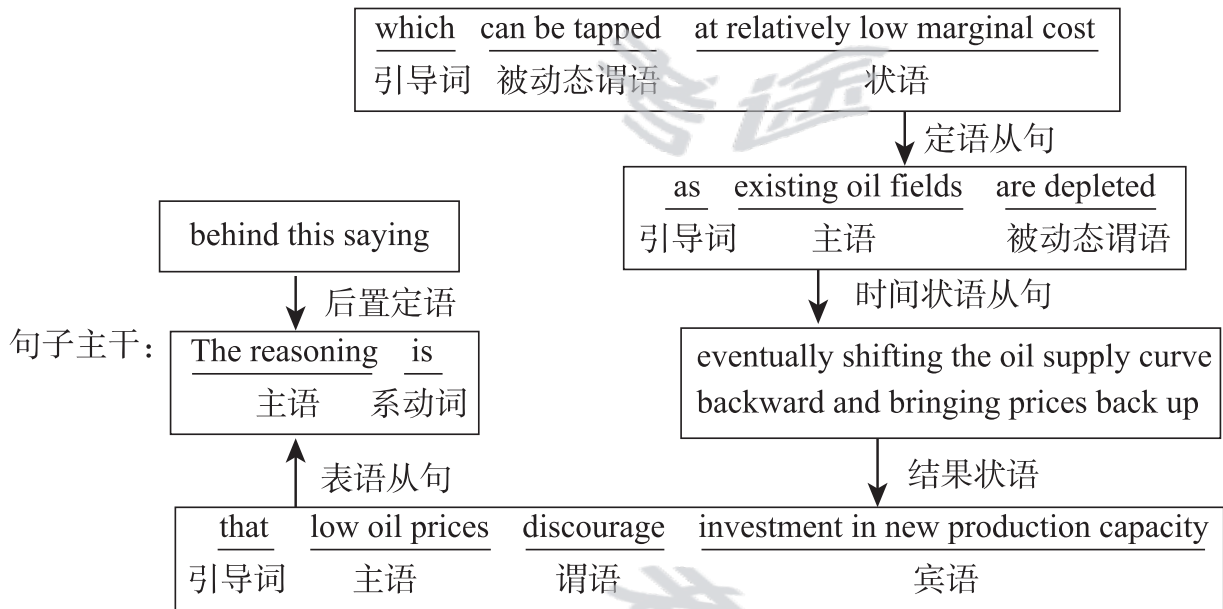 which can be tapped at relatively low marginal cost
引导词 被动态谓语 状语
定语从句
as existing oil fields are depleted
引导词 主语 被动态谓语
behind this saying
后置定语
时间状语从句
句子主干：
The reasoning is
主语 系动词
eventually shifting the oil supply curve
backward and bringing prices back up
表语从句
结果状语
that low oil prices discourage investment in new production capacity
引导词 主语 谓语 宾语